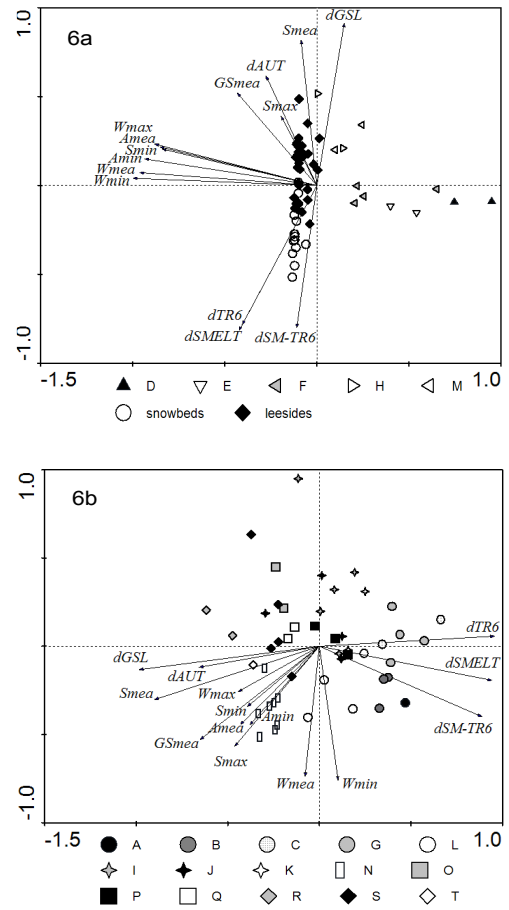 1.0
6a
dGSL
Smea
dAUT
GSmea
Smax
Wmax
Amea
Smin
Amin
Wmea
Wmin
dTR6
dSMELT
dSM-TR6
-1.0
-1.5
1.0
D E F H M
snowbeds leesides
1.0
6b
dTR6
dGSL
dAUT
dSMELT
Smea
Wmax
Smin
Amea
Amin
dSM-TR6
GSmea
Smax
Wmea
Wmin
-1.0
-1.0
1.0
A B C G L
I J K N O
P Q R S T